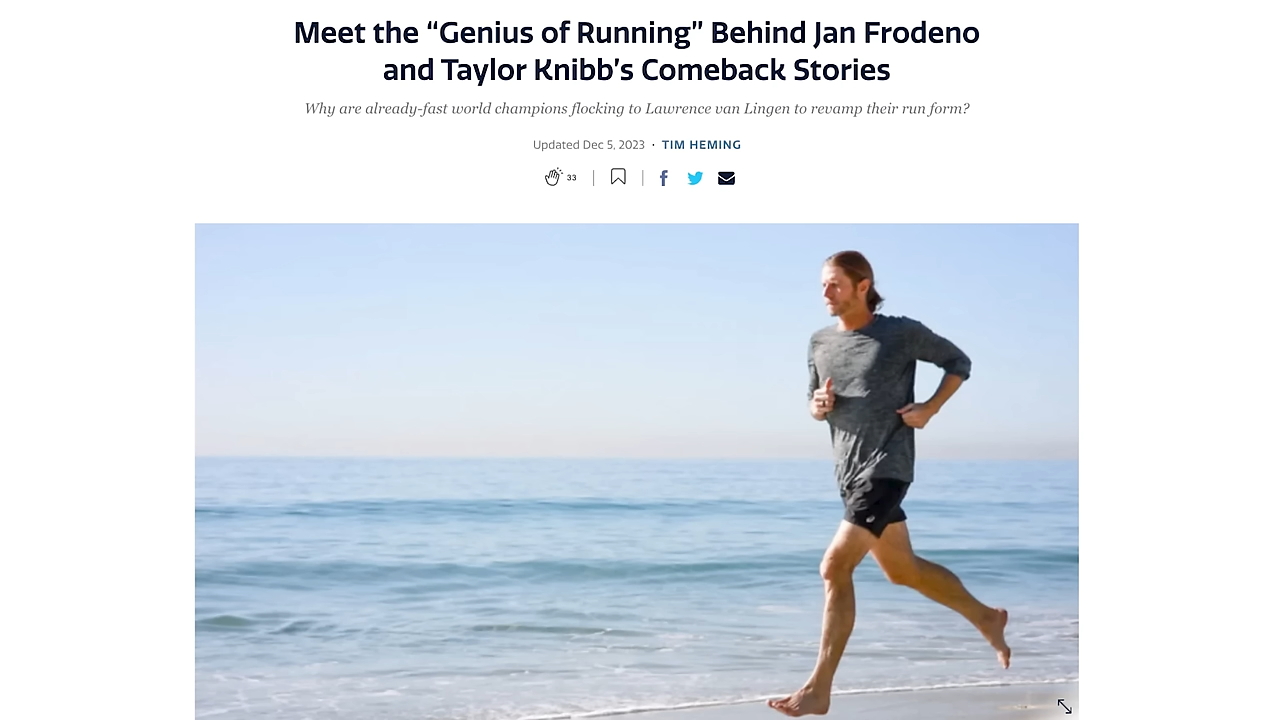 Meet the “Genius of Running” Behind Jan Frodeno
and Taylor Knibb’s Comeback Stories
Why are already-fast world champions flocking to Lawrence van Lingen to revamp their run form?
Updated Dec 5, 2023 · TIM HEMING
33